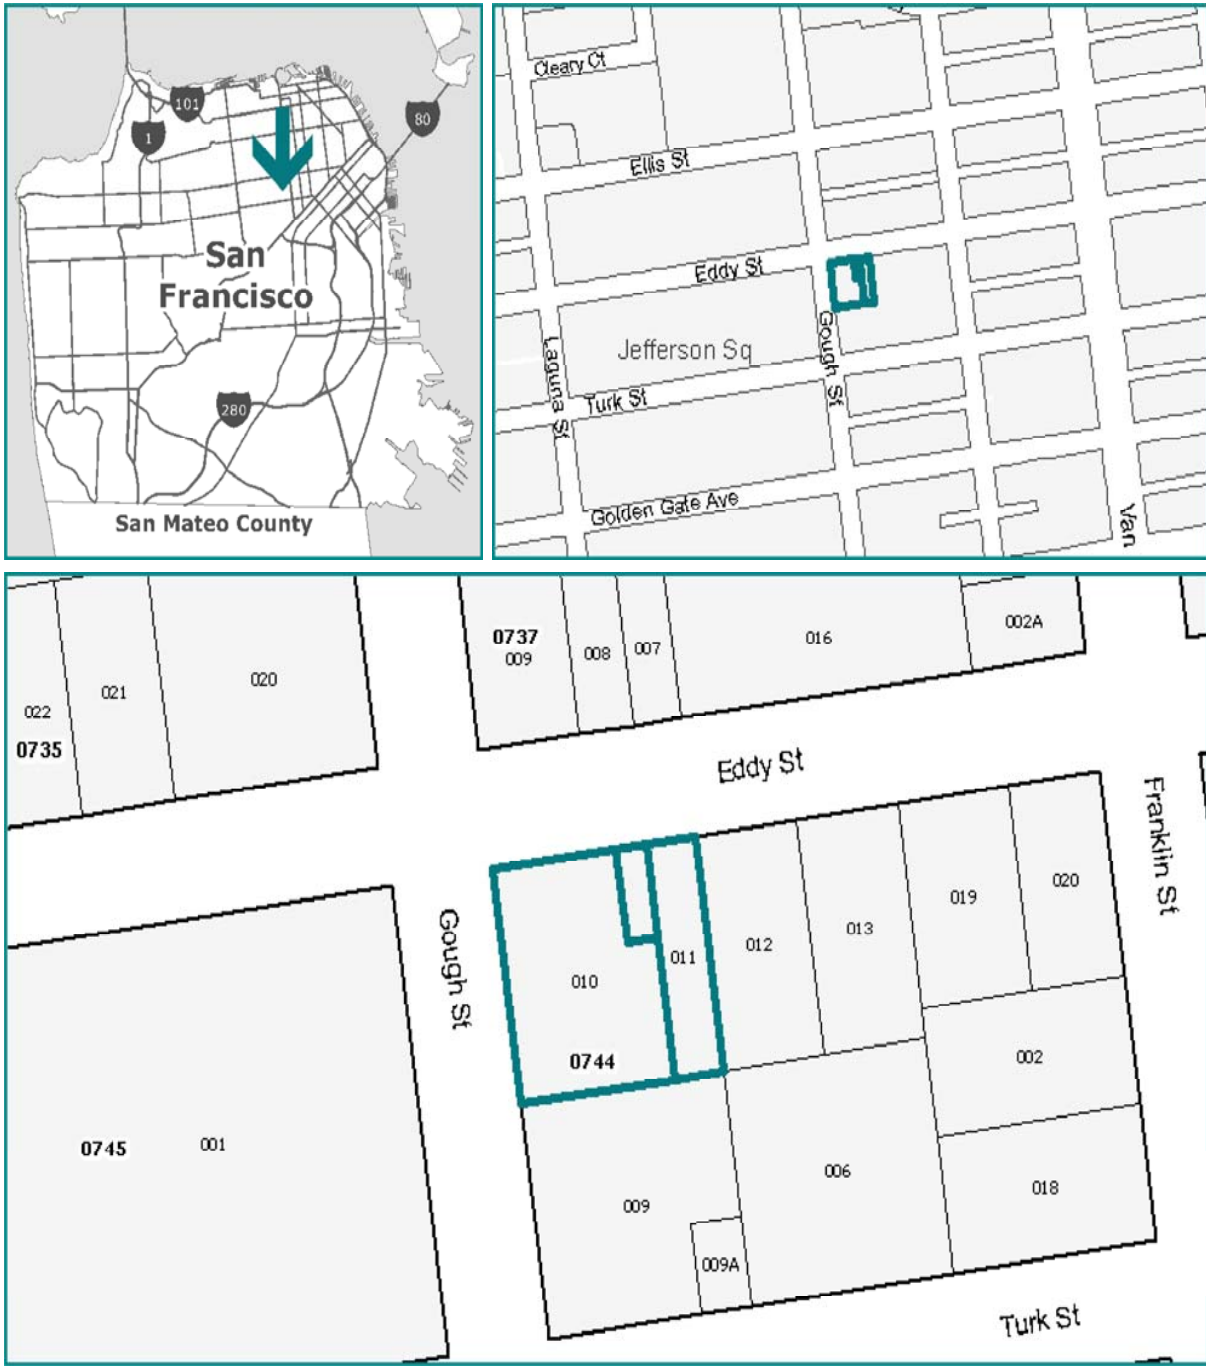 101
1
80
San
Francisco
280
San Mateo County
Cleary Ct
Ellis St
Eddy St
Gough St
Jefferson Sq
Laguna St
Turk St
Golden Gate Ave
Van
0737
009
008
007
016
002A
022
0735
021
020
Eddy St
Franklin St
Gough St
010
0744
011
012
013
019
020
002
0745
001
009
009A
006
018
Turk St